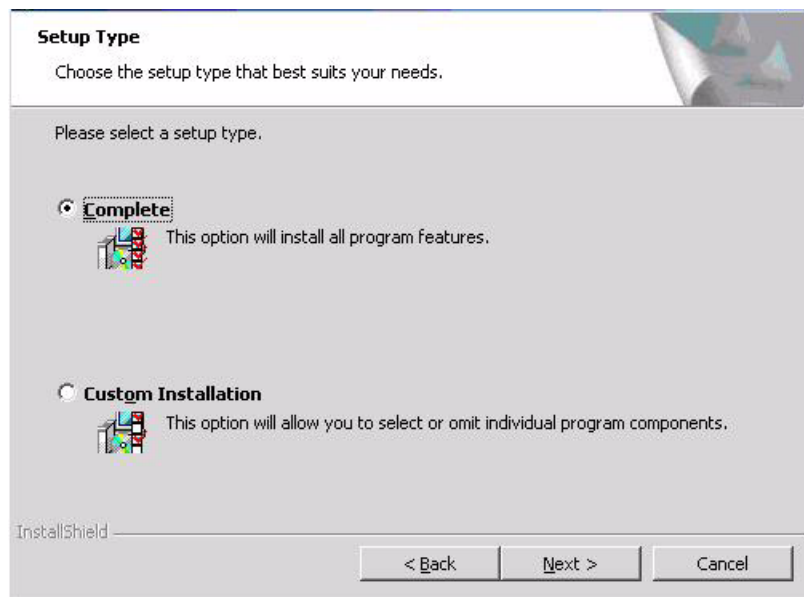 Setup Type
Choose the setup type that best suits your needs.
Please select a setup type.
Complete
This option will install all program features.
Custom Installation
This option will allow you to select or omit individual program components.
InstallShield
< Back
Next >
Cancel